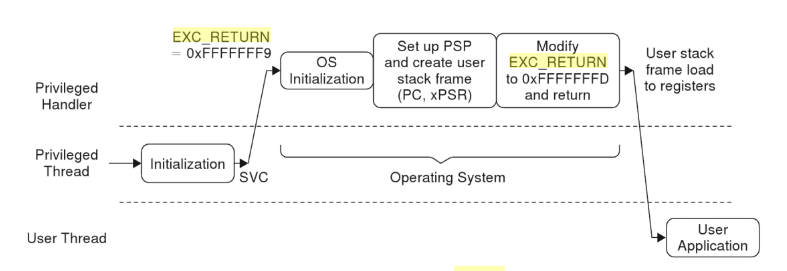 EXC_RETURN
= 0xFFFFFFF9
OS
Initialization
Set up PSP
and create user
stack frame
(PC, xPSR)
Modify
EXC_RETURN
to 0xFFFFFFFD
and return
User stack
frame load
to registers
Privileged
Handler
Privileged
Thread
Initialization
SVC
Operating System
User Thread
User
Application